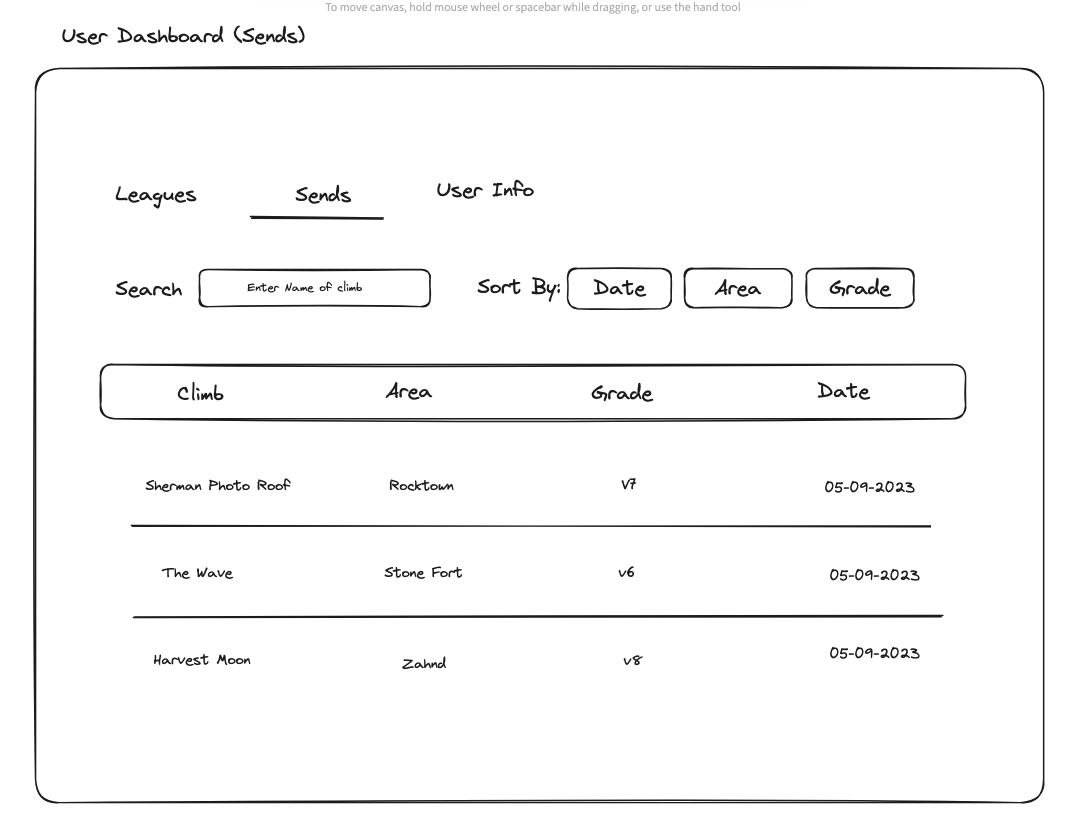 To move canvas, hold mouse wheel or spacebar while dragging, or use the hand tool
User Dashboard (Sends)
Leagues Sends User Info
Search Enter Name of climb Sort By: Date Area Grade
Climb Area Grade Date
Sherman Photo Roof Rocktown V7 05-09-2023
The Wave Stone Fort v6 05-09-2023
Harvest Moon Zahnd v8 05-09-2023